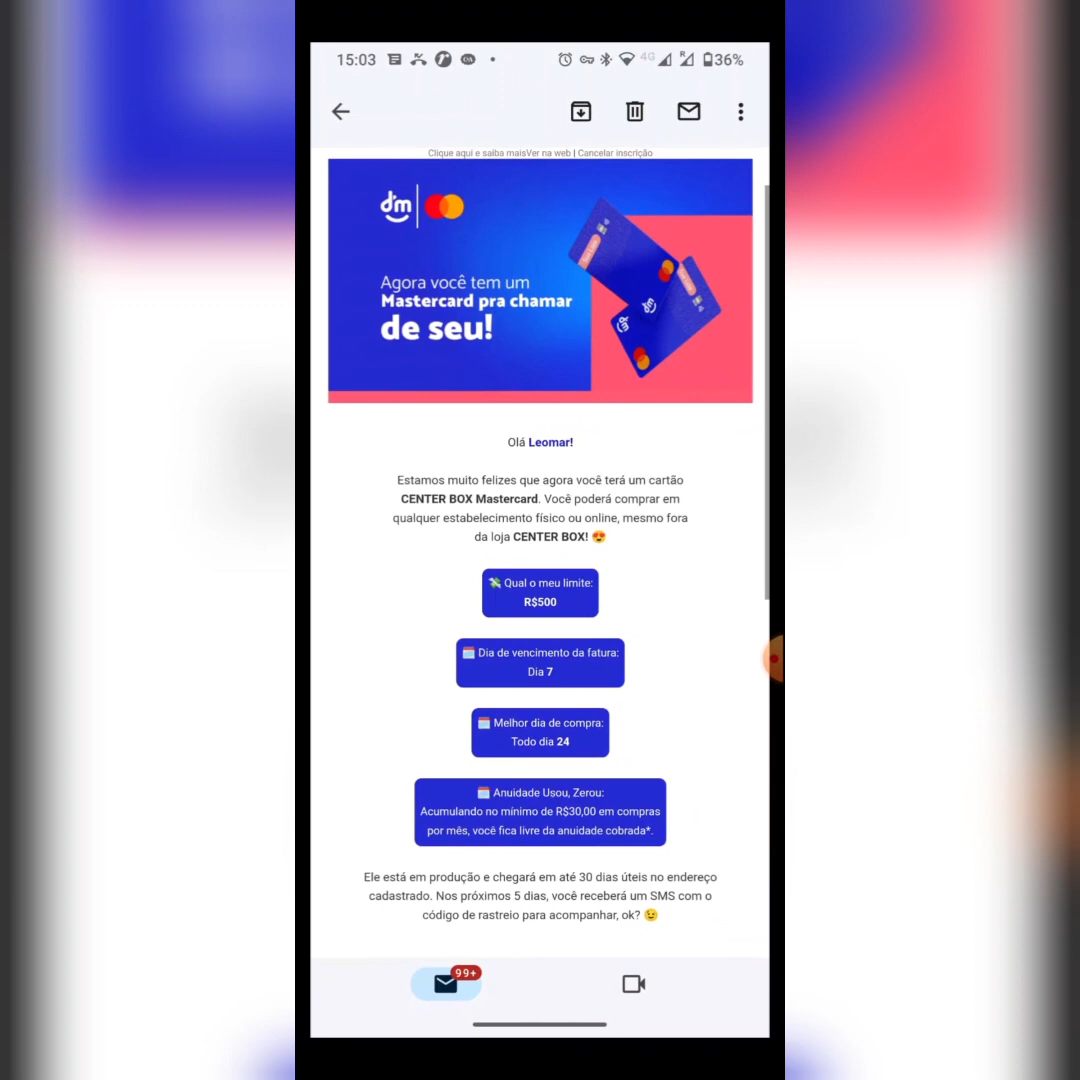 15:03
4G
R
36%
Clique aqui e saiba maisVer na web | Cancelar inscrição
dm
Agora você tem um
Mastercard pra chamar
de seu!
Olá Leomar!
Estamos muito felizes que agora você terá um cartão
CENTER BOX Mastercard. Você poderá comprar em
qualquer estabelecimento físico ou online, mesmo fora
da loja CENTER BOX! 😍
💸 Qual o meu limite:
R$500
🗓️ Dia de vencimento da fatura:
Dia 7
🗓️ Melhor dia de compra:
Todo dia 24
🗓️ Anuidade Usou, Zerou:
Acumulando no mínimo de R$30,00 em compras
por mês, você fica livre da anuidade cobrada*.
Ele está em produção e chegará em até 30 dias úteis no endereço
cadastrado. Nos próximos 5 dias, você receberá um SMS com o
código de rastreio para acompanhar, ok? 😉
99+